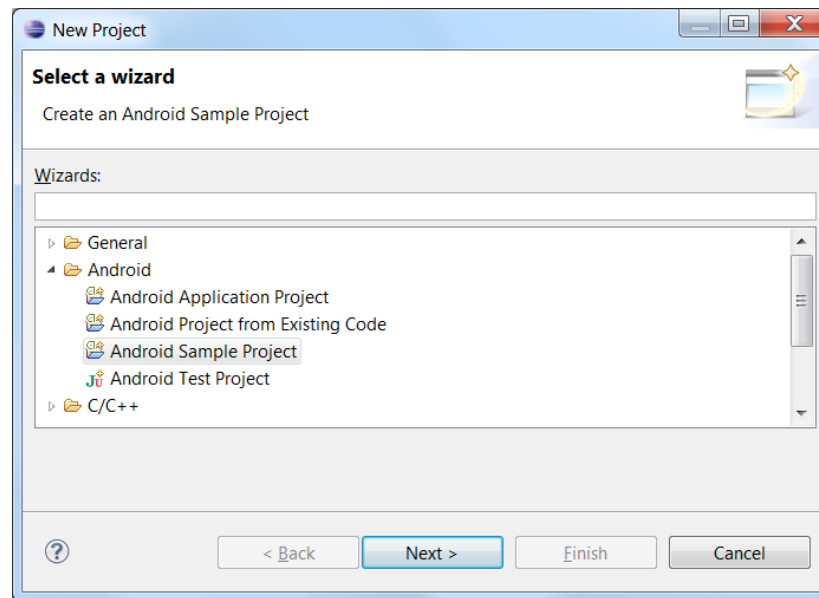 New Project
Select a wizard
Create an Android Sample Project
Wizards:
General
Android
Android Application Project
Android Project from Existing Code
Android Sample Project
Android Test Project
C/C++
< Back Next > Finish Cancel